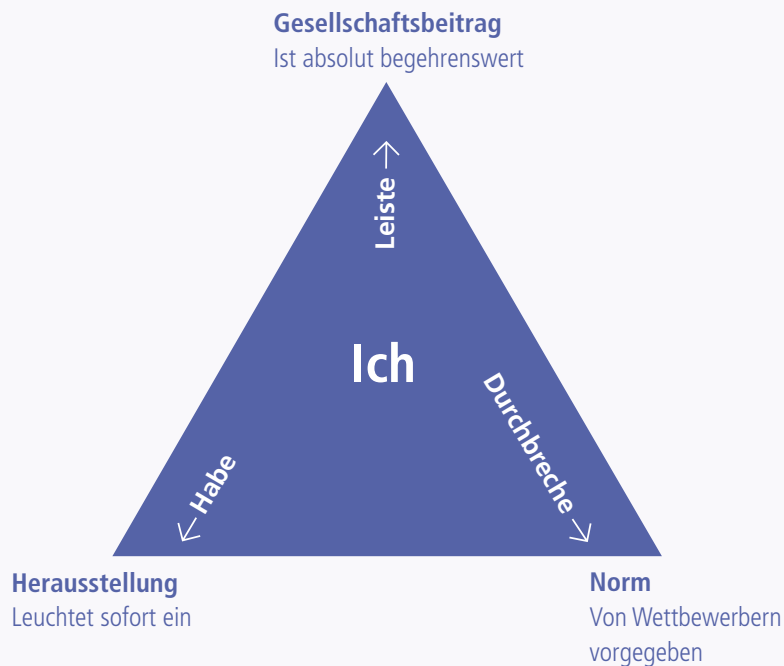 Gesellschaftsbeitrag
Ist absolut begehrenswert
Leiste
Ich
Durchbreche
Habe
Herausstellung
Leuchtet sofort ein
Norm
Von Wettbewerbern
vorgegeben